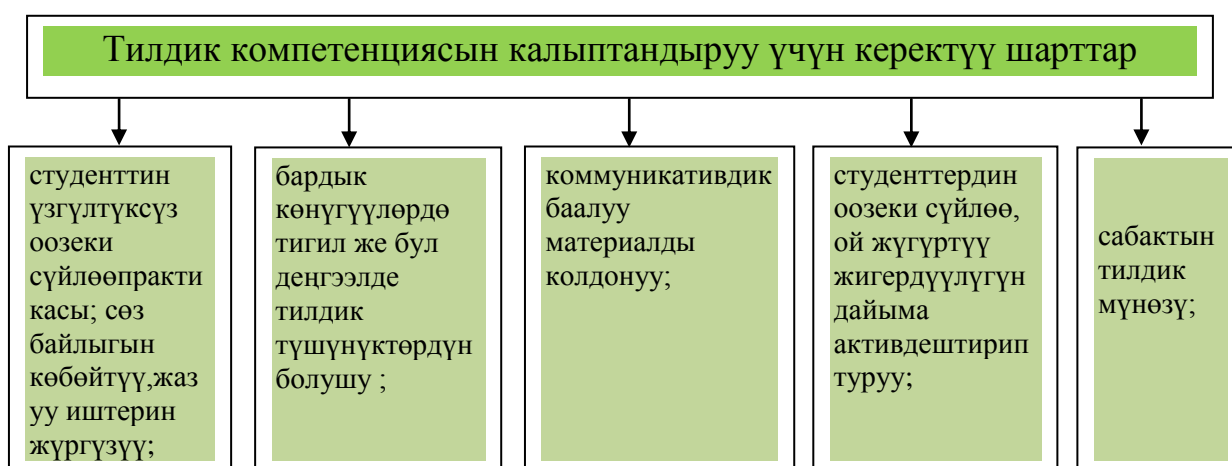 Тилдик компетенциясын калыптандыруу үчүн керектүү шарттар
студенттин
үзгүлтүксүз
оозеки
сүйлөөпракти
касы; сөз
байлыгын
көбөйтүү,жаз
уу иштерин
жүргүзүү;
бардык
көнүгүүлөрдө
тигил же бул
деңгээлде
тилдик
түшүнүктөрдүн
болушу ;
коммуникативдик
баалуу
материалды
колдонуу;
студенттердин
оозеки сүйлөө,
ой жүгүртүү
жигердүүлүгүн
дайыма
активдештирип
туруу;
сабактын
тилдик
мүнөзү;